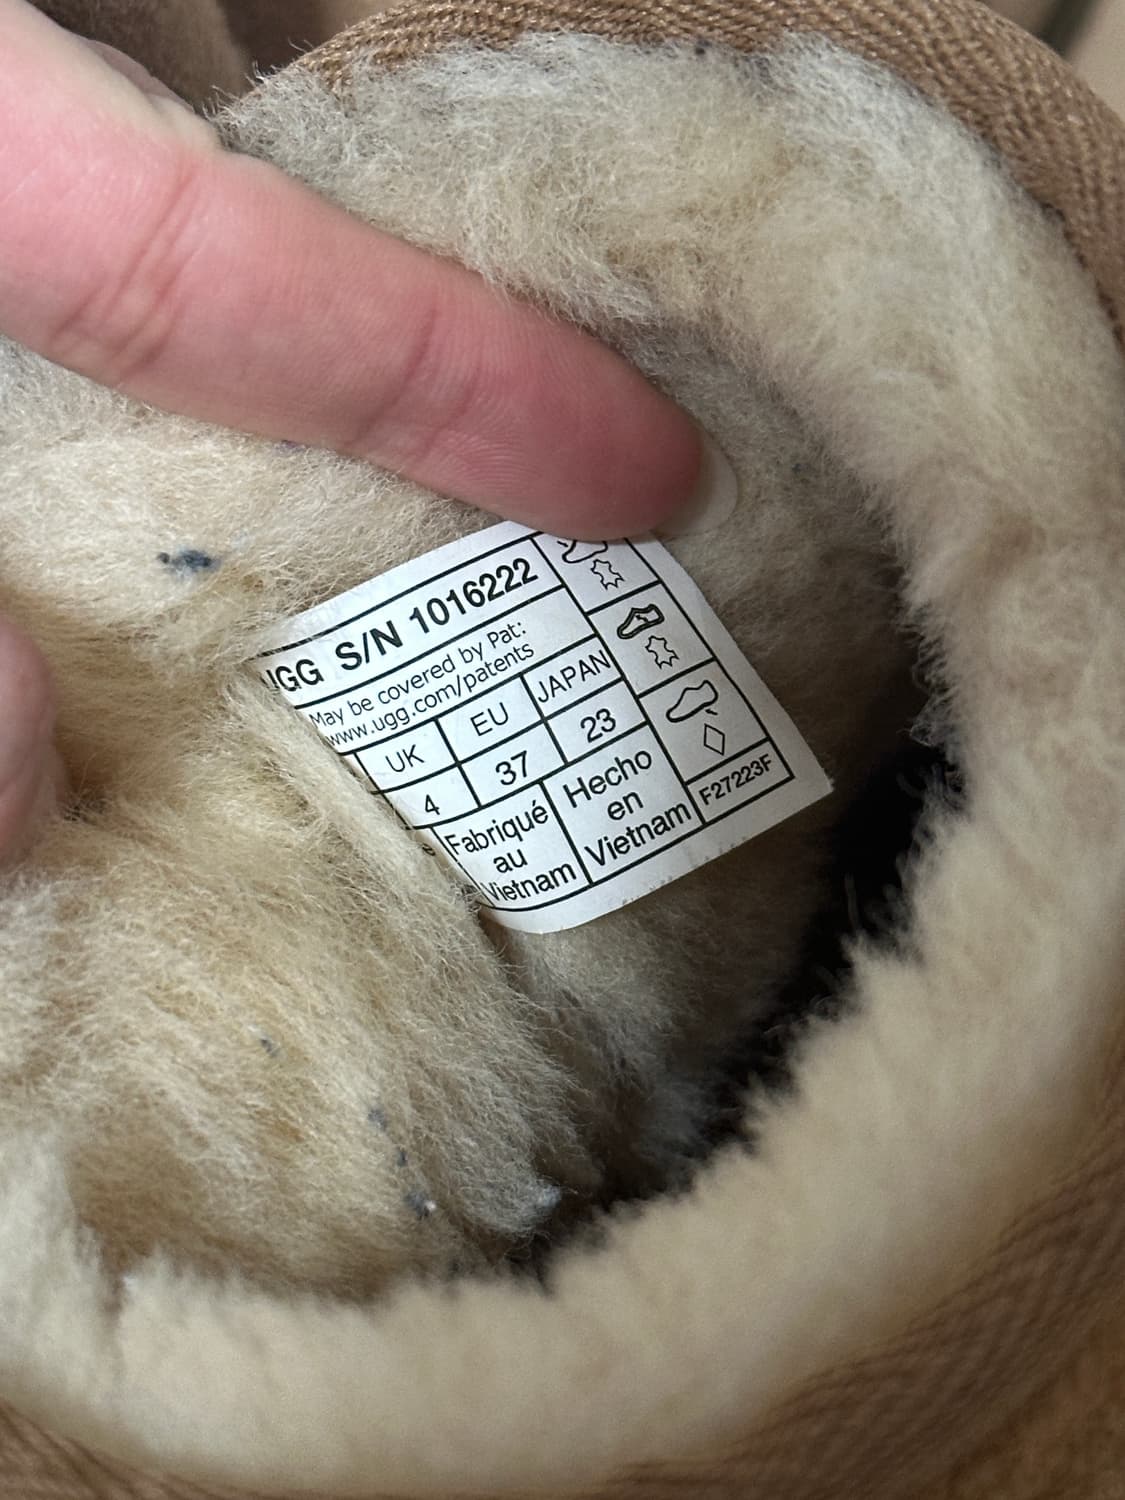 UGG S/N 1016222
May be covered by Pat:
www.ugg.com/patents
UK EU JAPAN
4 37 23
Fabriqué
au
Vietnam
Hecho
en
Vietnam
F27223F